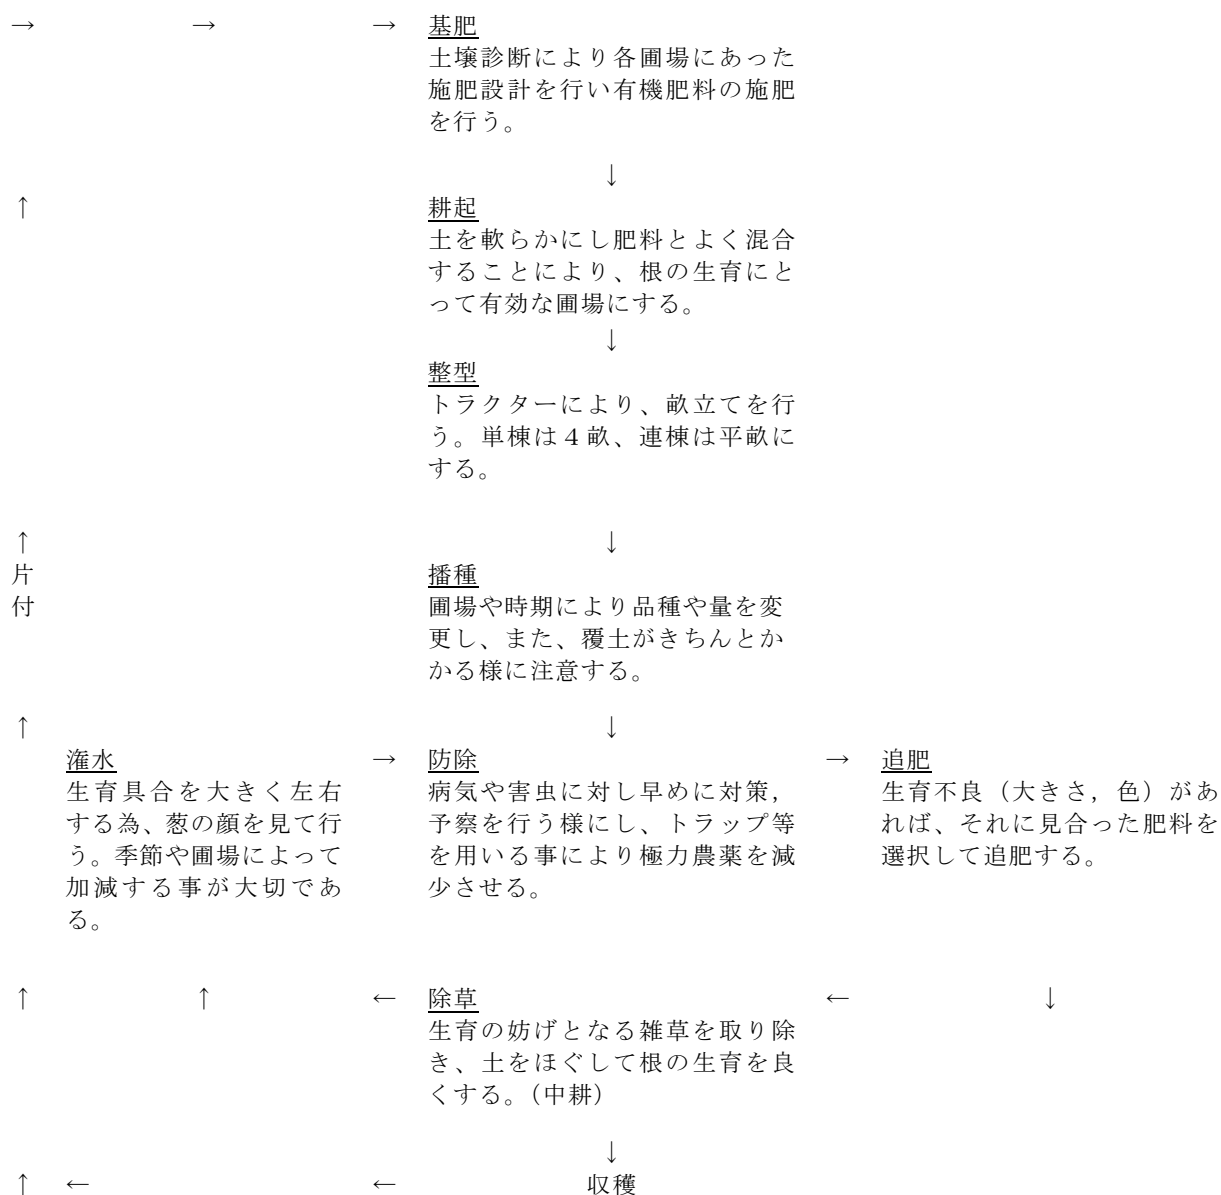 → → → 基肥
土壌診断により各圃場にあった
施肥設計を行い有機肥料の施肥
を行う。
↓
↑ 耕起
土を軟らかにし肥料とよく混合
することにより、根の生育にと
って有効な圃場にする。
↓
整型
トラクターにより、畝立てを行
う。単棟は4畝、連棟は平畝に
する。
↑ ↓
片
付
播種
圃場や時期により品種や量を変
更し、また、覆土がきちんとか
かる様に注意する。
↑ ↓
潅水
生育具合を大きく左右
する為、葱の顔を見て行
う。季節や圃場によって
加減する事が大切であ
る。
→ 防除
病気や害虫に対し早めに対策,
予察を行う様にし、トラップ等
を用いる事により極力農薬を減
少させる。
→ 追肥
生育不良（大きさ，色）があ
れば、それに見合った肥料を
選択して追肥する。
↑ ↑ ← 除草 ← ↓
生育の妨げとなる雑草を取り除
き、土をほぐして根の生育を良
くする。（中耕）
↓
↑ ← ← 収穫